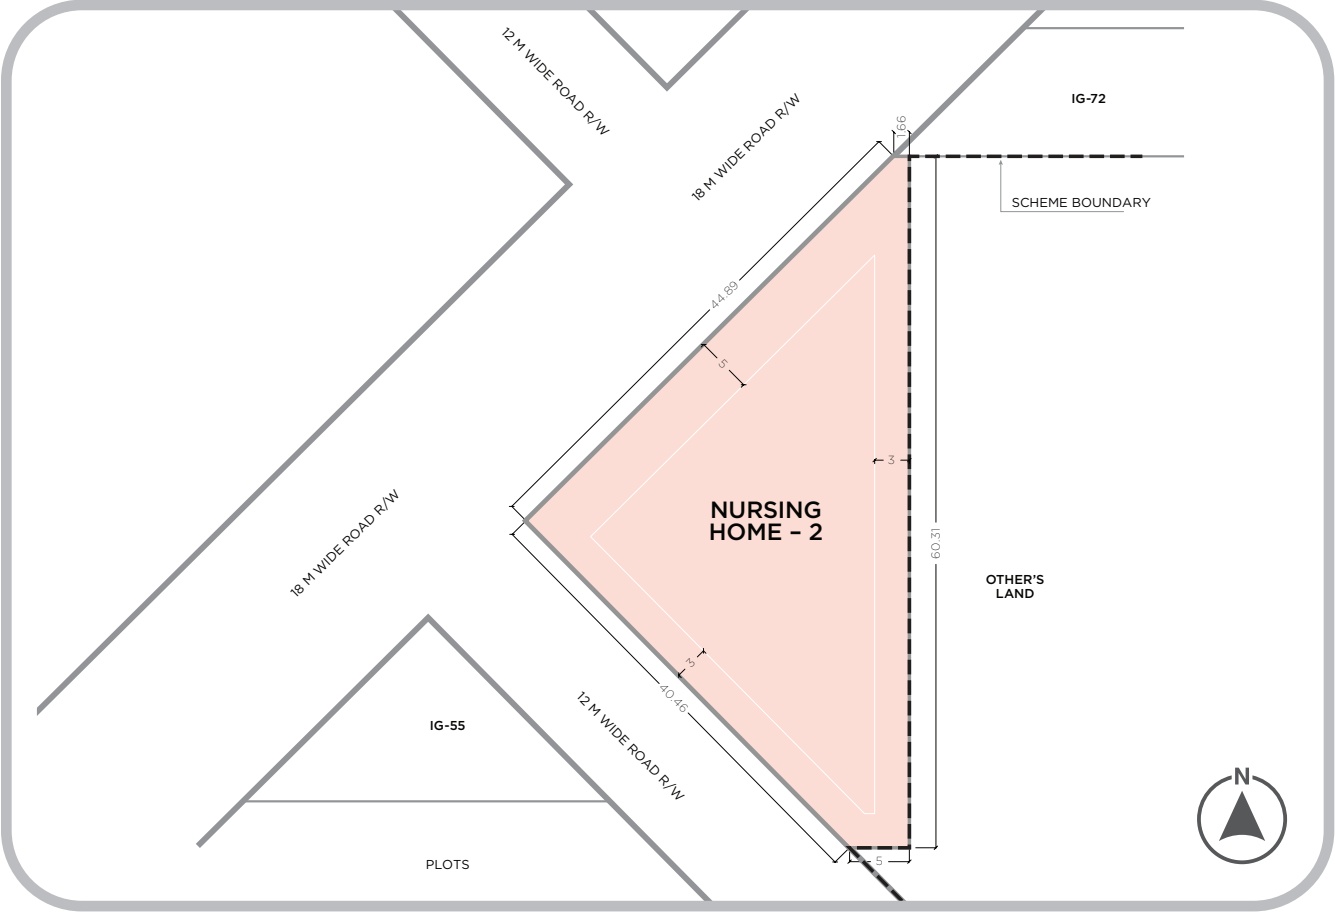 12 M WIDE ROAD R/W
18 M WIDE ROAD R/W
IG-72
1.66
SCHEME BOUNDARY
44.89
5
3
NURSING
HOME – 2
18 M WIDE ROAD R/W
60.31
OTHER'S
LAND
3
40.46
12 M WIDE ROAD R/W
IG-55
N
PLOTS
5